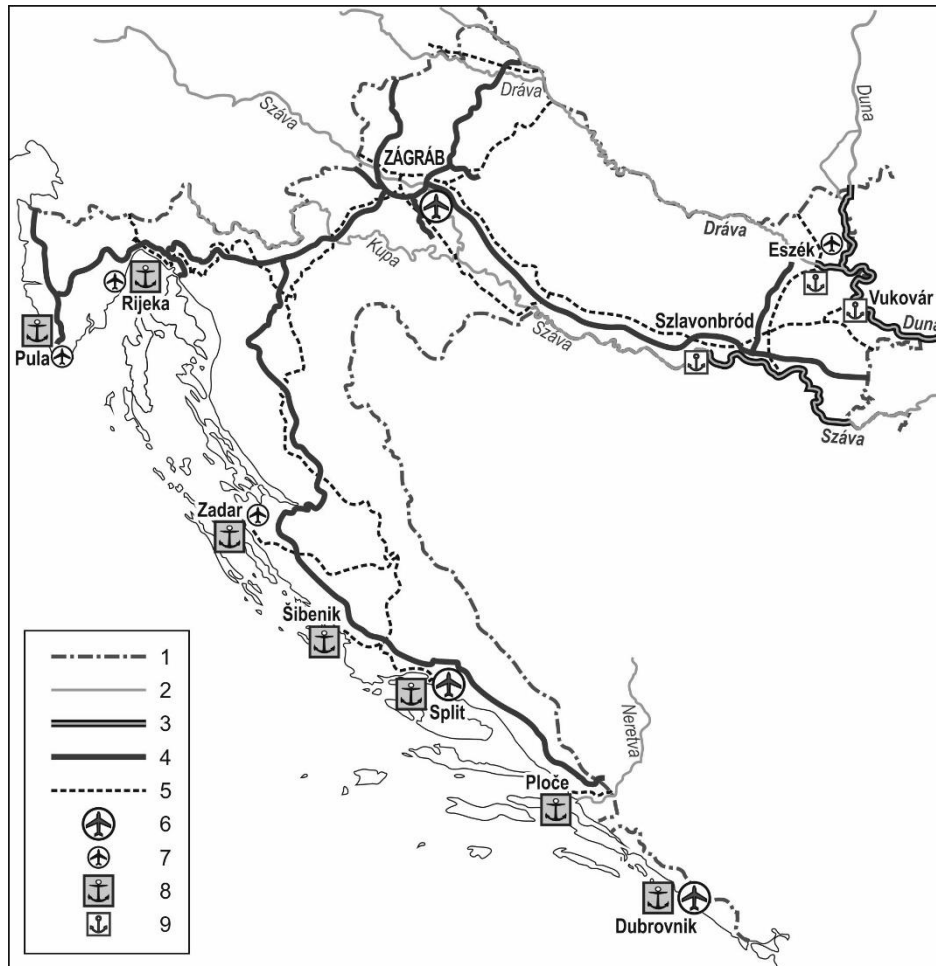 Száva
Dráva
Duna
ZÁGRÁB
Dráva
Eszék
Kupa
Rijeka
Vukovár
Duna
Száva
Szlavonbród
Pula
Száva
Zadar
Šibenik
Split
Neretva
Ploče
Dubrovnik
1
2
3
4
5
6
7
8
9